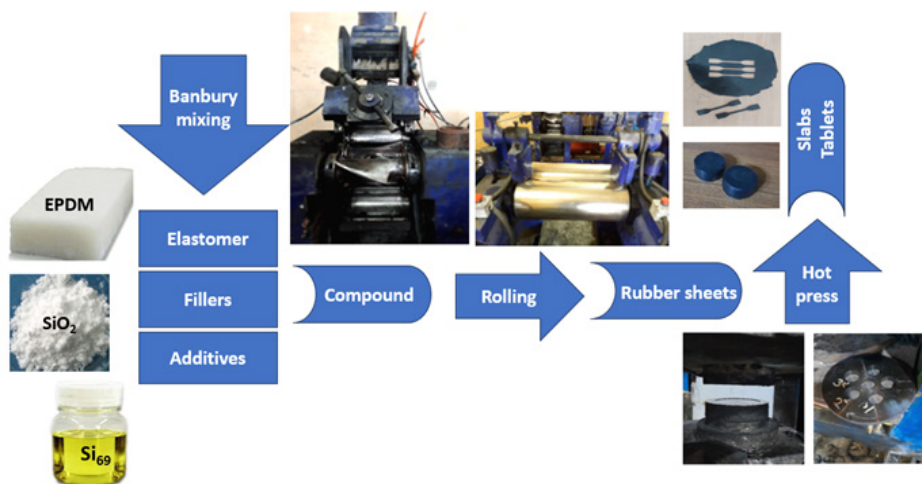 Banbury
mixing
EPDM
Elastomer
SiO₂
Fillers
Additives
Si₆₉
Compound
Rolling
Rubber sheets
Hot
press
Slabs
Tablets